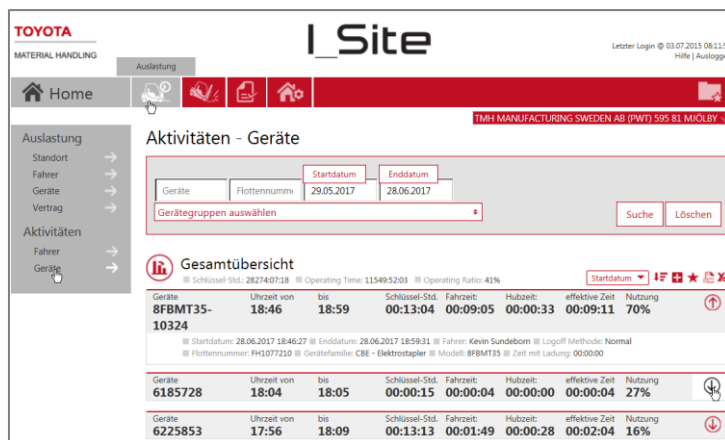 TOYOTA
MATERIAL HANDLING
I_Site
Letzter Login @ 03.07.2015 08:11:5
Hilfe | Auslogge
Auslastung
Home
TMH MANUFACTURING SWEDEN AB (PWT) 595 81 MJÖLBY
Auslastung
Standort
Fahrer
Geräte
Vertrag
Aktivitäten
Fahrer
Geräte
Aktivitäten - Geräte
Startdatum Enddatum
Geräte Flottennumme 29.05.2017 28.06.2017
Gerätegruppen auswählen
Suche Löschen
Gesamtübersicht
Schlüssel-Std.: 28274:07:18 Operating Time: 11549:52:03 Operating Ratio: 41%
Startdatum
Geräte Uhrzeit von bis Schlüssel-Std. Fahrzeit: Hubzeit: effektive Zeit Nutzung
8FBMT35-10324 18:46 18:59 00:13:04 00:09:05 00:00:33 00:09:11 70%
Startdatum: 28.06.2017 18:46:27 Enddatum: 28.06.2017 18:59:31 Fahrer: Kevin Sundeborn Logoff Methode: Normal
Flottennummer: FH1077210 Gerätefamilie: CBE - Elektrostapler Modell: 8FBMT35 Zeit mit Ladung: 00:00:00
Geräte Uhrzeit von bis Schlüssel-Std. Fahrzeit: Hubzeit: effektive Zeit Nutzung
6185728 18:04 18:05 00:00:15 00:00:04 00:00:00 00:00:04 27%
Geräte Uhrzeit von bis Schlüssel-Std. Fahrzeit: Hubzeit: effektive Zeit Nutzung
6225853 17:56 18:09 00:13:13 00:01:49 00:00:28 00:02:04 16%